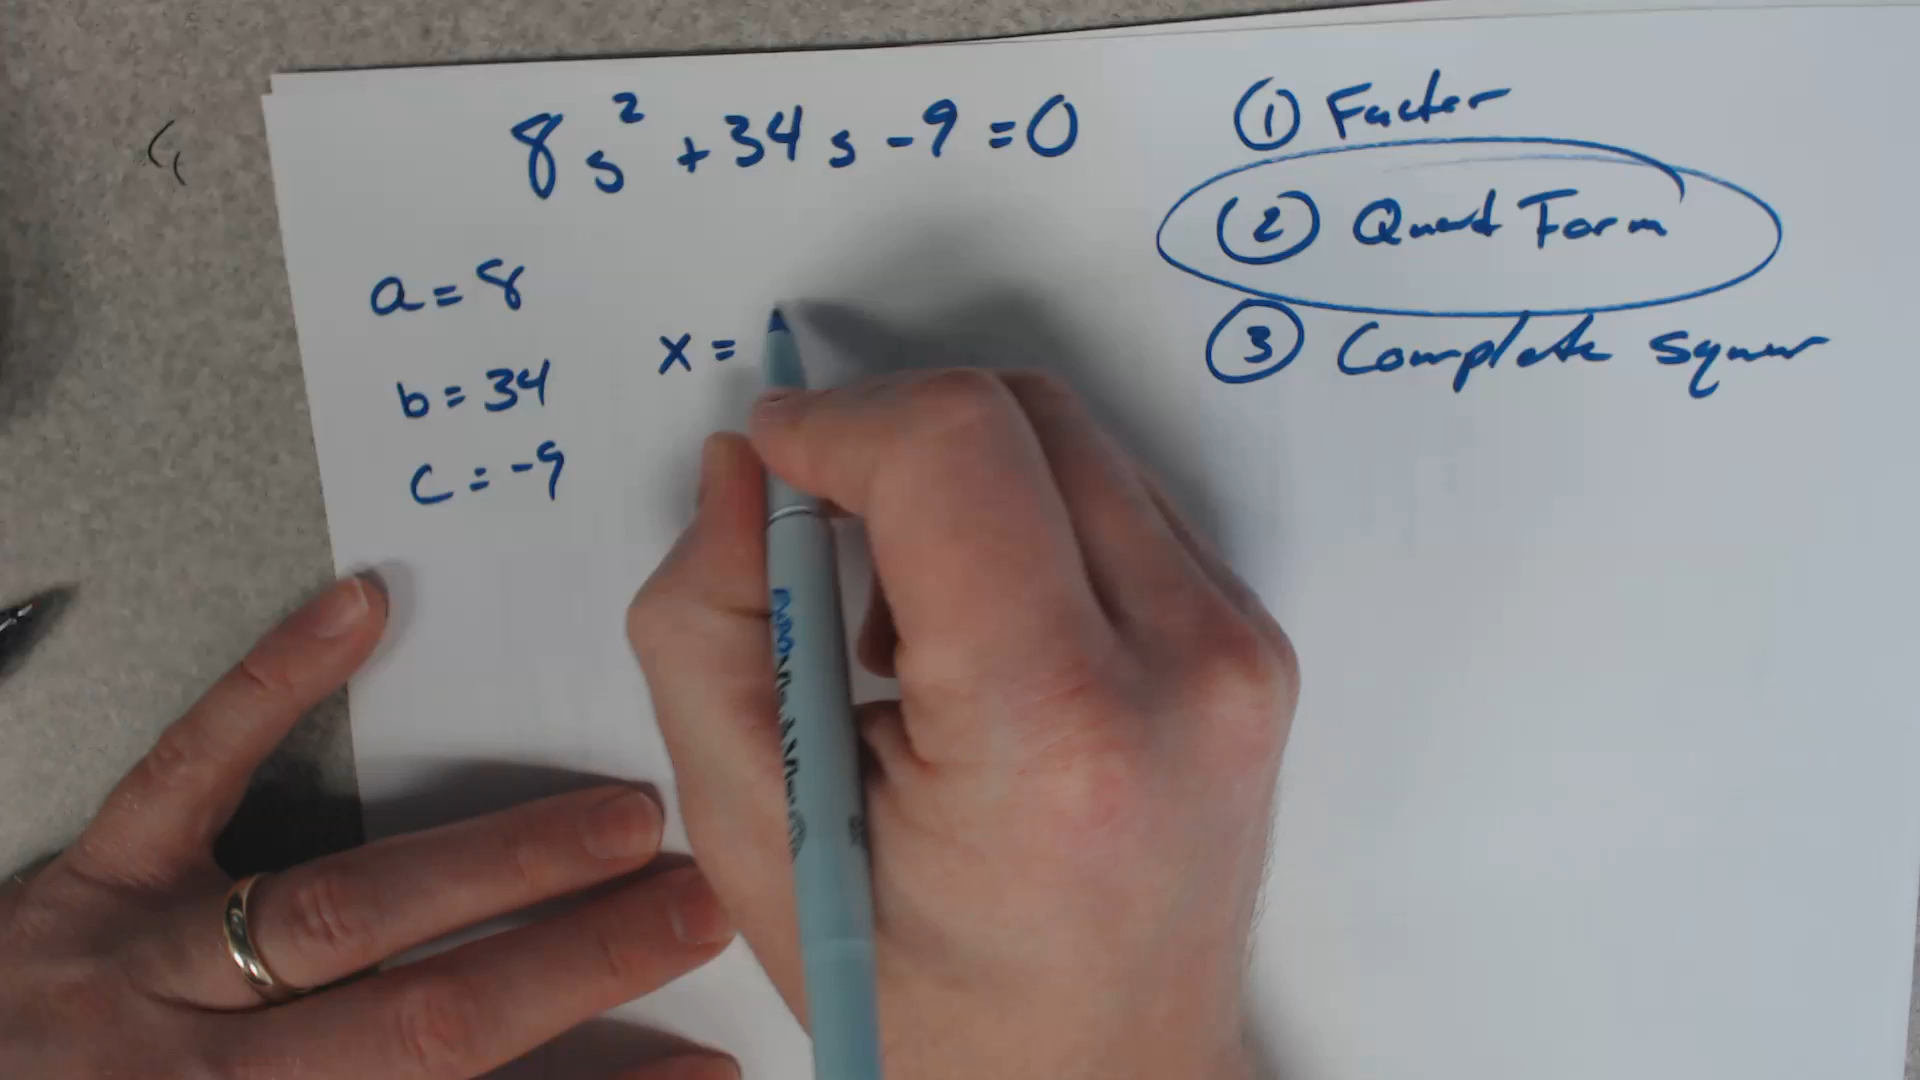 8s² + 34s - 9 = 0
a = 8
b = 34
c = -9
x =
① Factor
② Quad Form
③ Complete square